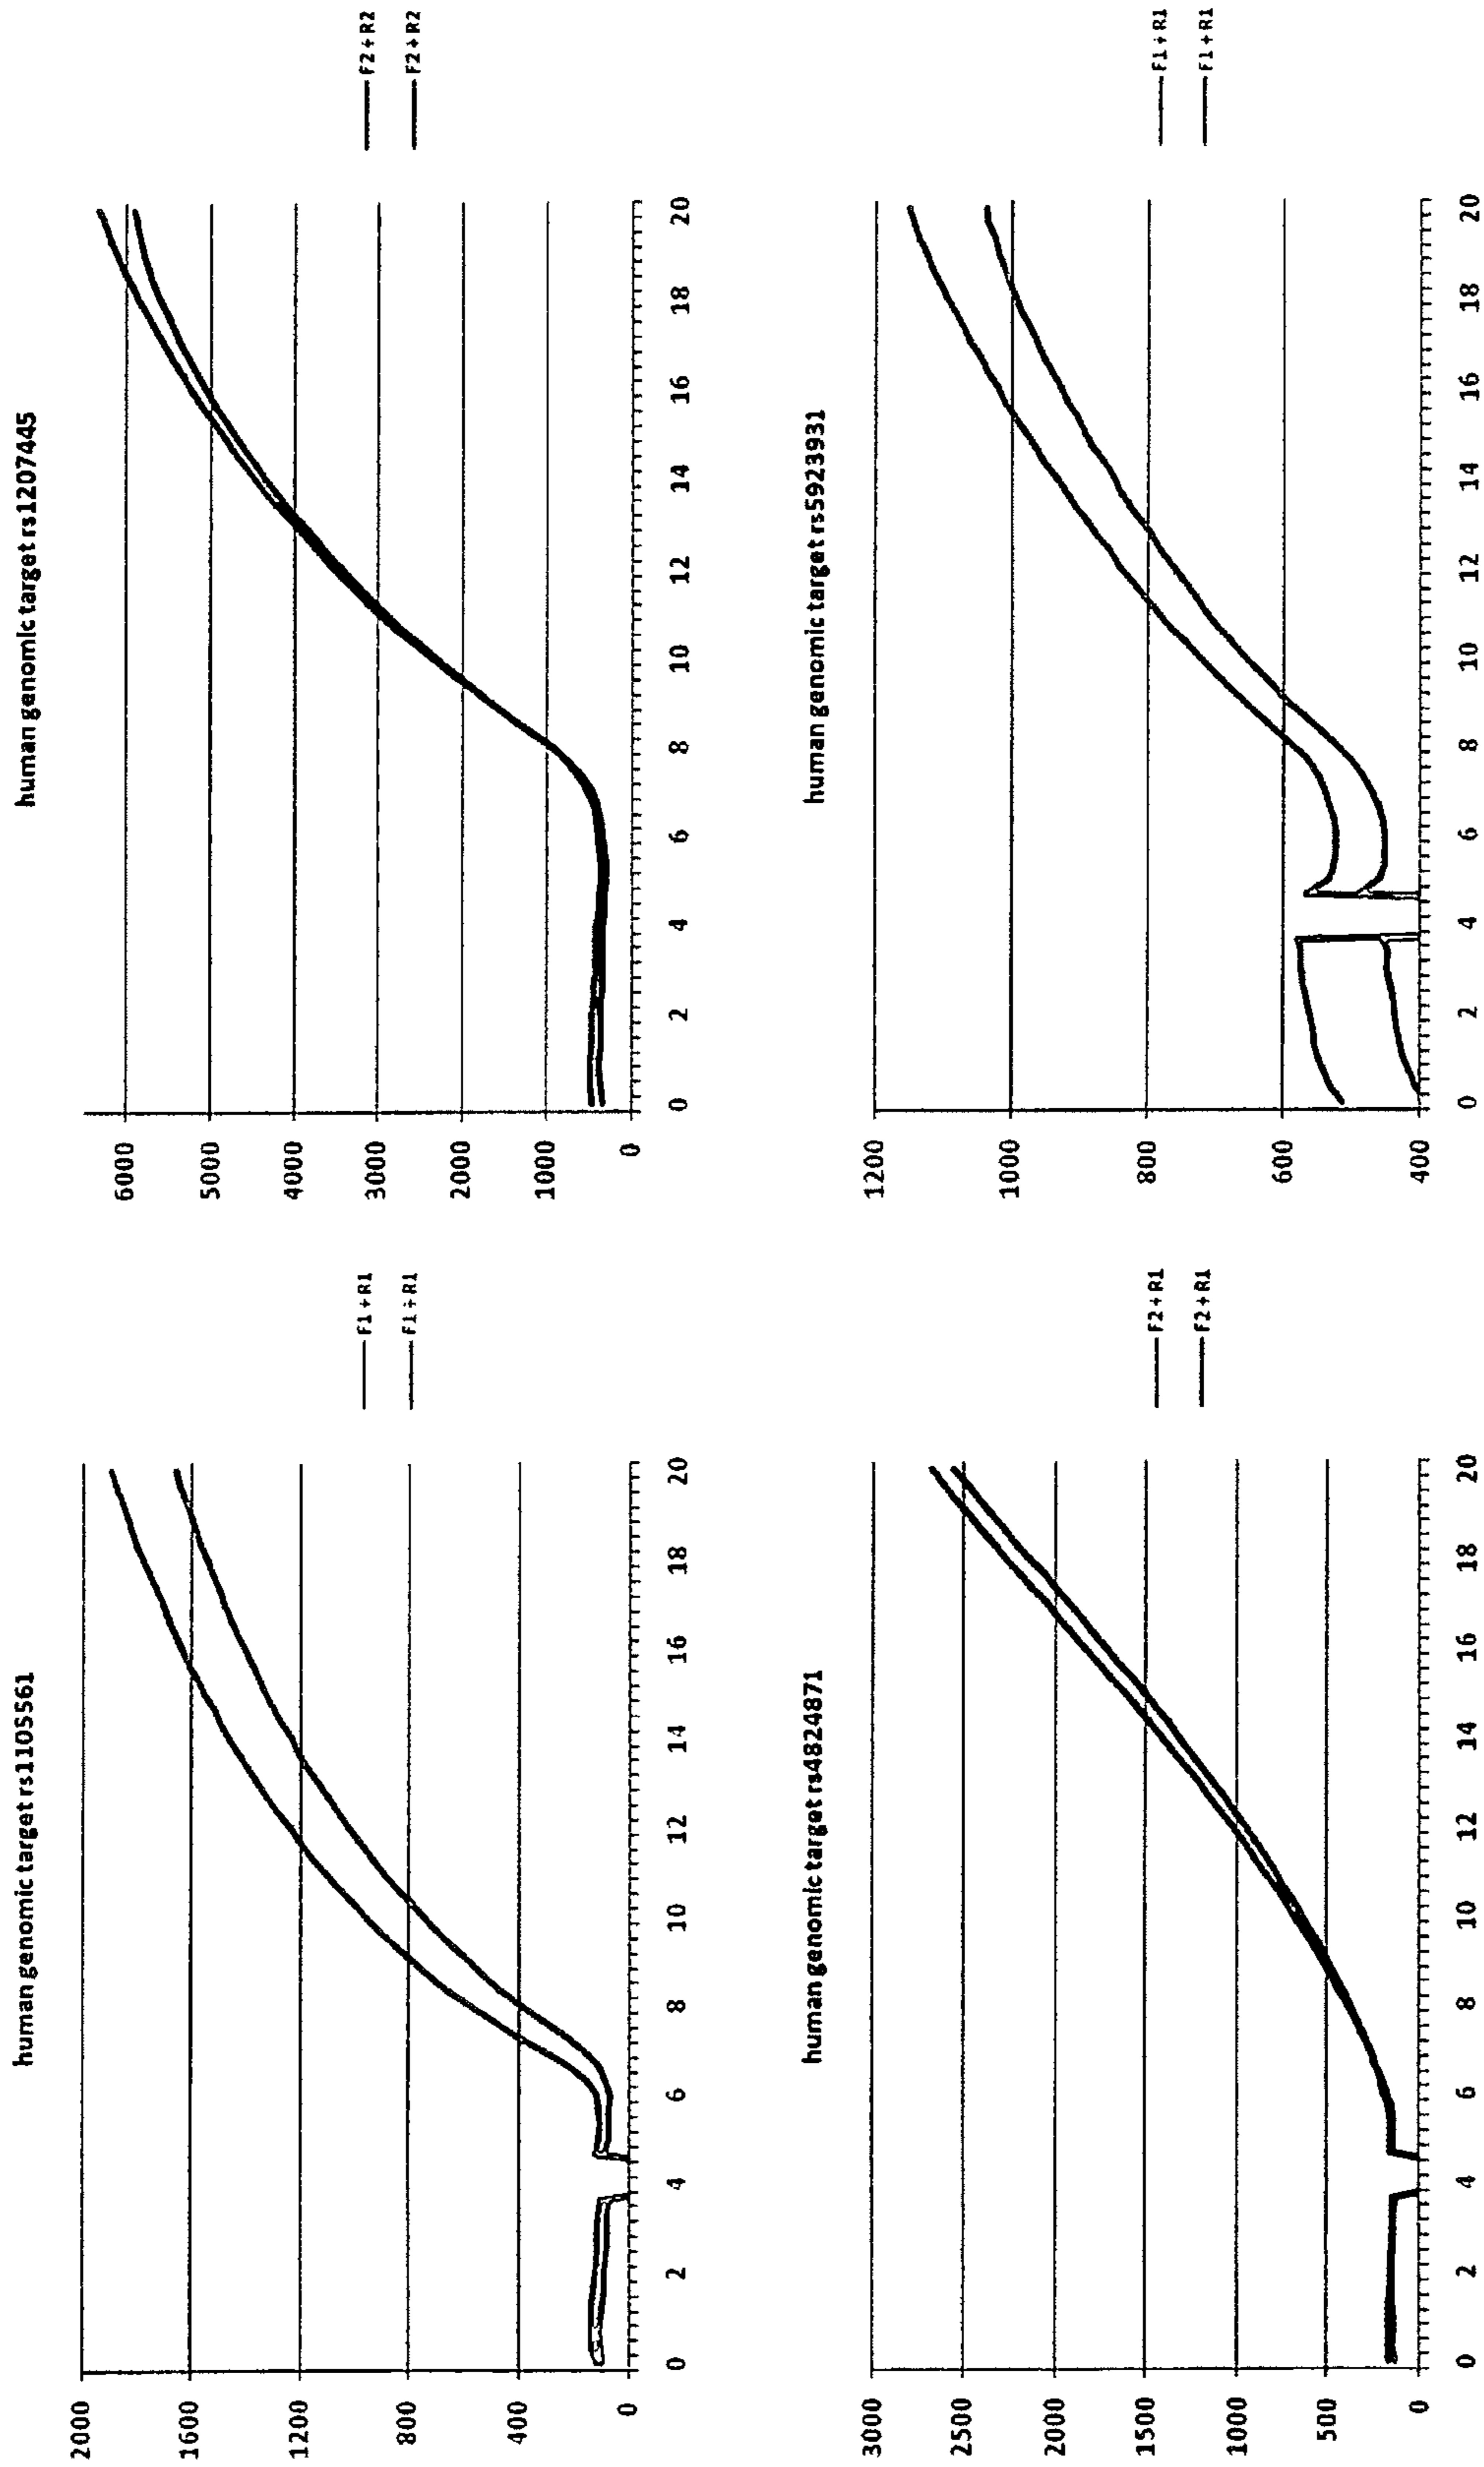 human genomic target rs1105561
2000
1600
1200
800
400
0
0 2 4 6 8 10 12 14 16 18 20
F1+R1
F1+R1
human genomic target rs1207445
6000
5000
4000
3000
2000
1000
0
0 2 4 6 8 10 12 14 16 18 20
F2+R2
F2+R2
human genomic target rs4824871
3000
2500
2000
1500
1000
500
0
0 2 4 6 8 10 12 14 16 18 20
F2+R1
F2+R1
human genomic target rs5923931
1200
1000
800
600
400
0 2 4 6 8 10 12 14 16 18 20
F1+R1
F1+R1